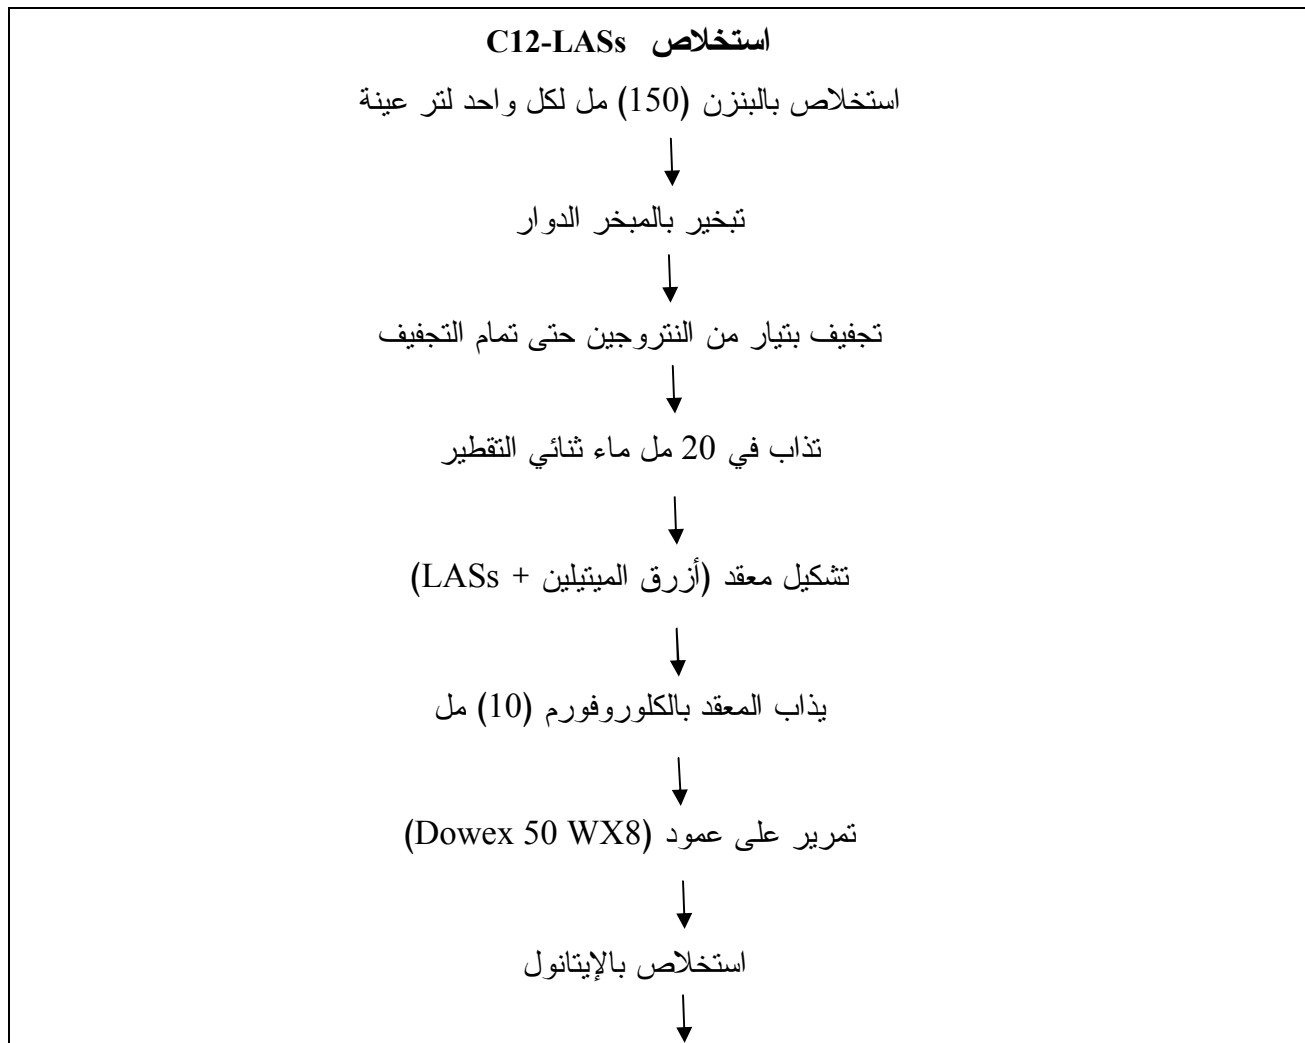 استخلاص C12-LASs
استخلاص بالبنزن (150) مل لكل واحد لتر عينة
تبخير بالمبخر الدوار
تجفيف بتيار من النتروجين حتى تمام التجفيف
تذاب في 20 مل ماء ثنائي التقطير
تشكيل معقد (أزرق الميتيلين + LASs)
يذاب المعقد بالكلوروفورم (10) مل
تمرير على عمود (Dowex 50 WX8)
استخلاص بالإيتانول